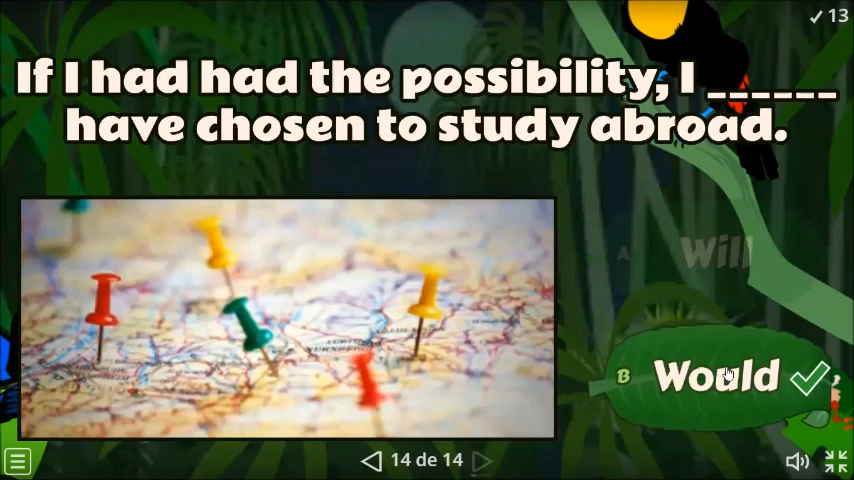 13
If I had had the possibility, I ______
have chosen to study abroad.
A Will
B Would
14 de 14